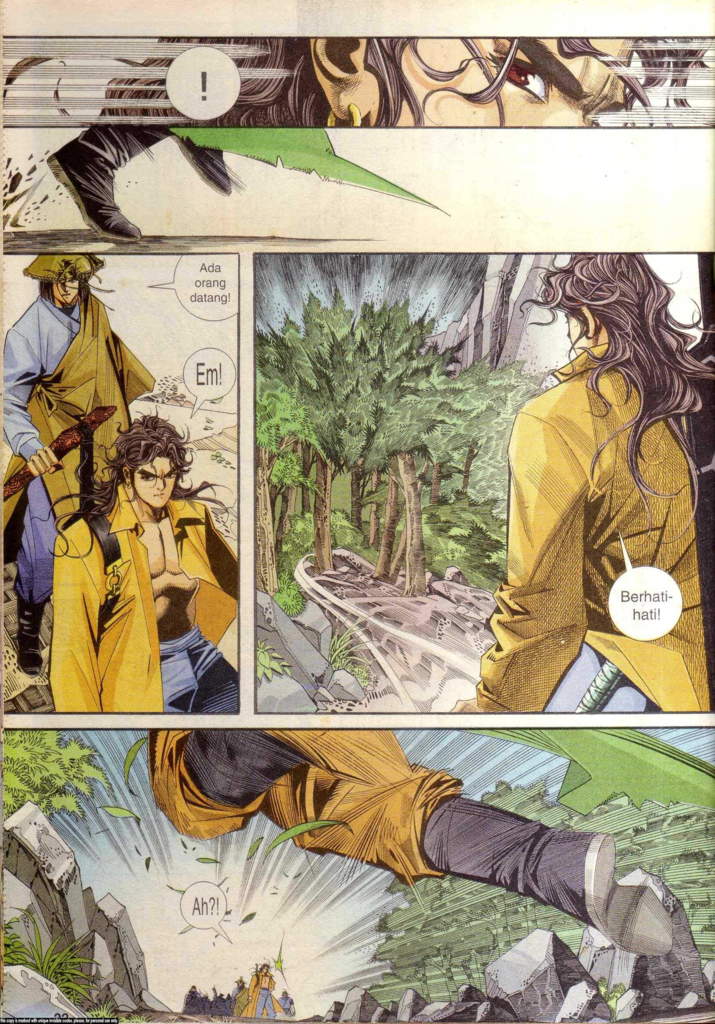 !
Ada
orang
datang!
Em!
Berhati-
hati!
Ah?!
This copy is marked with unique invisible codes, please, for personal use only